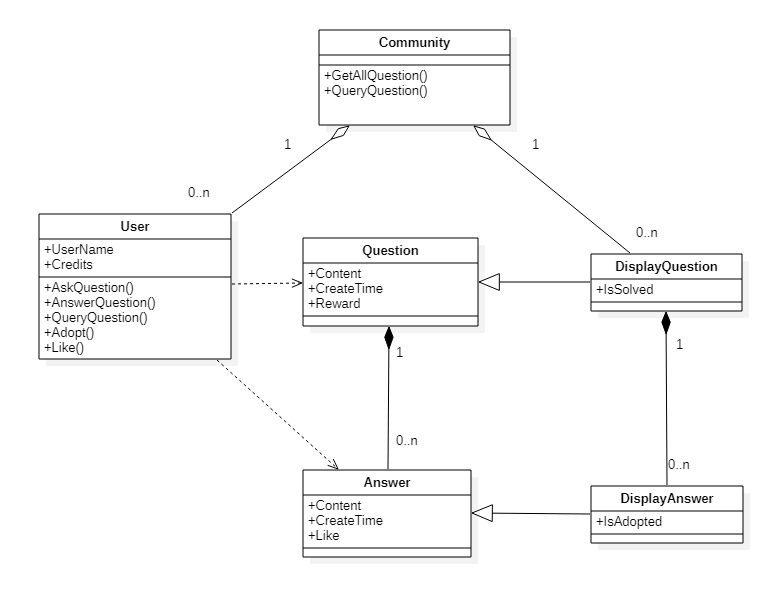 Community
+GetAllQuestion()
+QueryQuestion()
1
1
0..n
0..n
User
+UserName
+Credits
+AskQuestion()
+AnswerQuestion()
+QueryQuestion()
+Adopt()
+Like()
Question
+Content
+CreateTime
+Reward
DisplayQuestion
+IsSolved
1
1
0..n
0..n
Answer
+Content
+CreateTime
+Like
DisplayAnswer
+IsAdopted